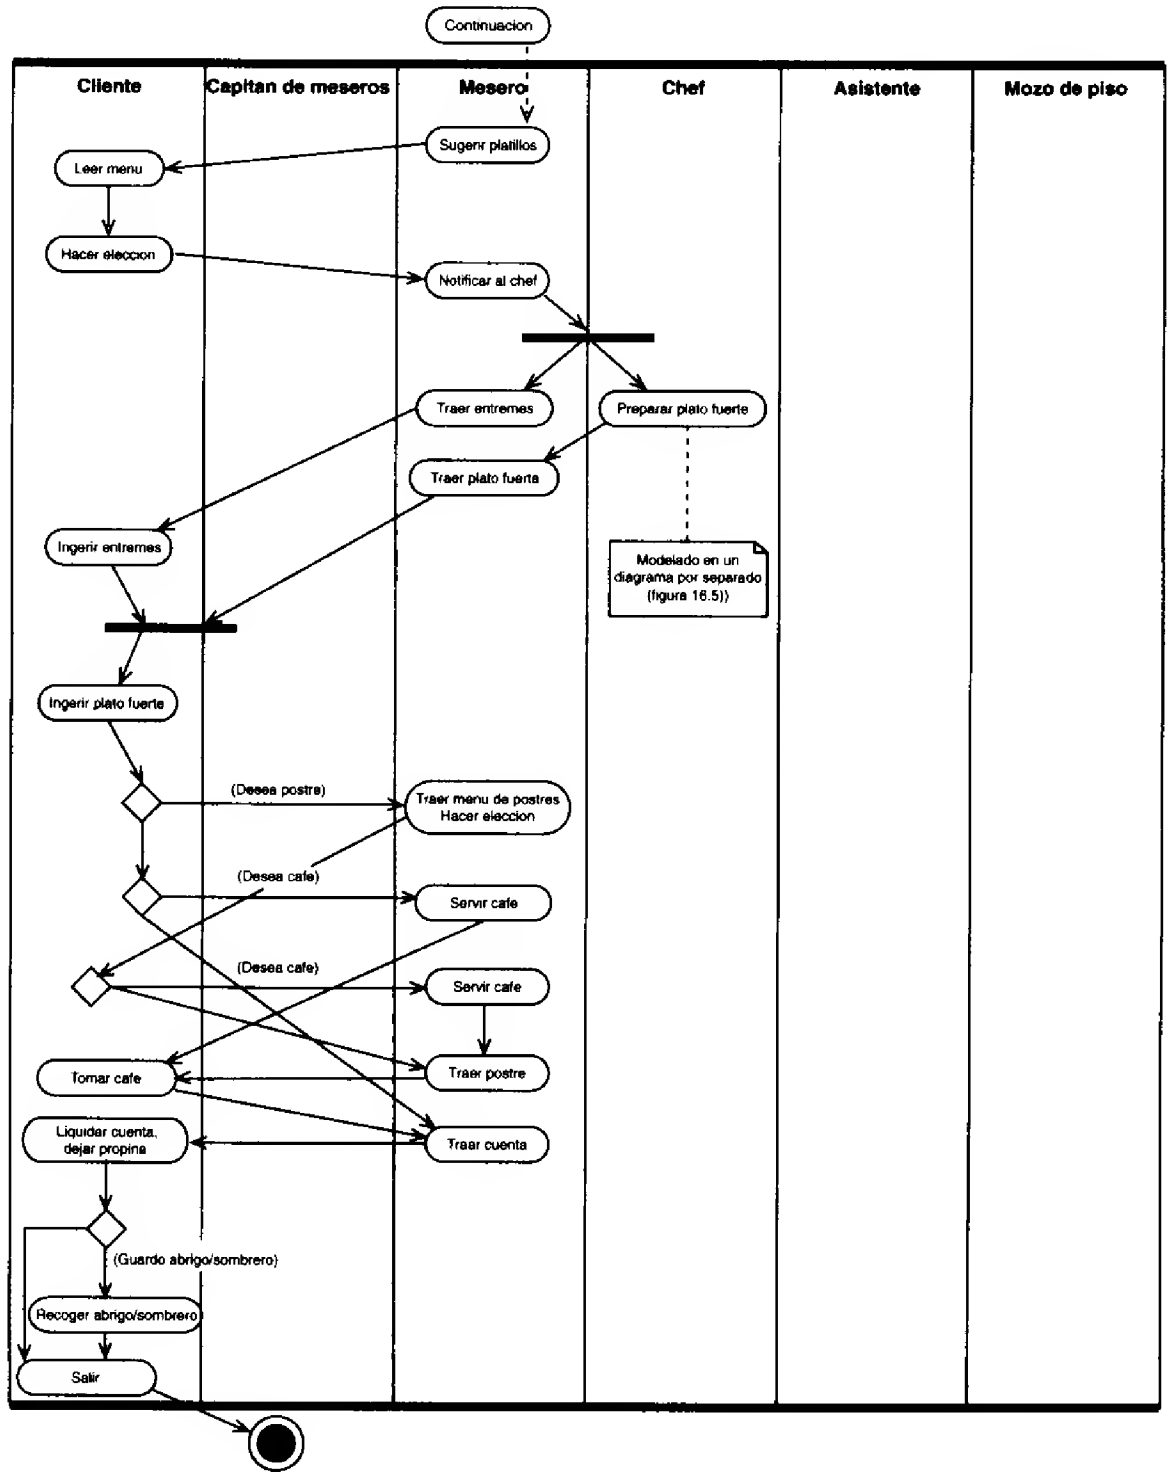 Continuacion
Cliente
Capitan de meseros
Mesero
Chef
Asistente
Mozo de piso
Sugerir platillos
Leer menu
Hacer eleccion
Notificar al chef
Traer entremes
Preparar plato fuerte
Traer plato fuerte
Ingerir entremes
Modelado en un
diagrama por separado
(figura 16.5))
Ingerir plato fuerte
(Desea postre)
Traer menu de postres
Hacer eleccion
(Desea cafe)
Servir cafe
(Desea cafe)
Servir cafe
Tomar cafe
Traer postre
Liquidar cuenta,
dejar propina
Traar cuenta
(Guardo abrigo/sombrero)
Recoger abrigo/sombrero
Salir